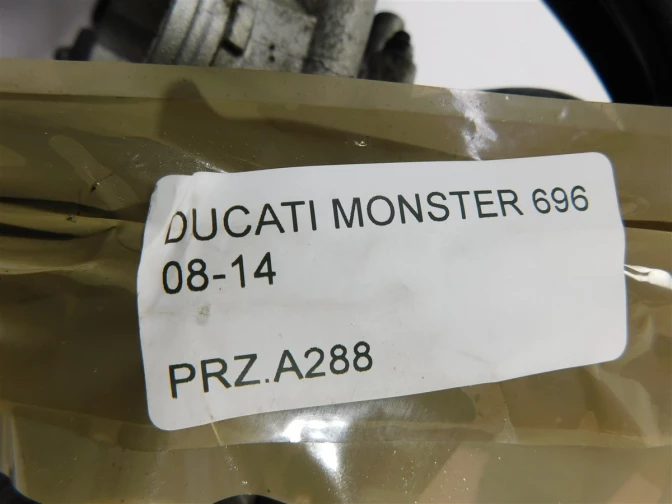 DUCATI MONSTER 696
08-14
PRZ.A288